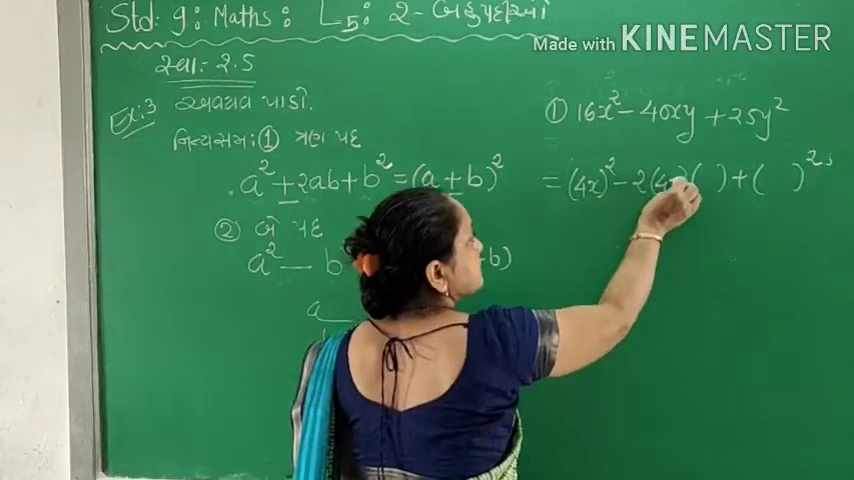 Std: 9: Maths: L5: 2 - બહુપદીઓ
Made with KINEMASTER
સ્વા:- 2.5
Ex:3 અવયવ પાડો.
નિત્યસમ: ① ત્રણ પદ
a² + 2ab + b² = (a + b)²
② બે પદ
a² — b
b)
a
① 16x² - 40xy + 25y²
= (4x)² - 2(4x)( ) + ( )²